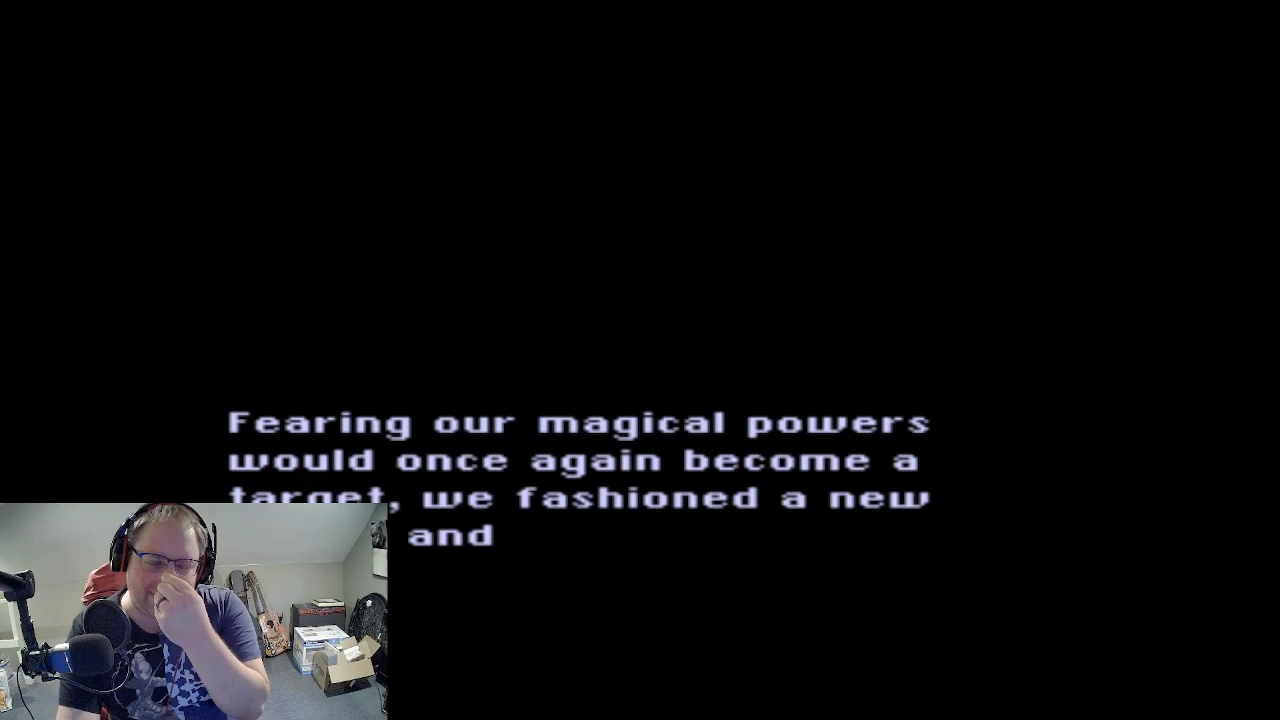 Fearing our magical powers
would once again become a
target, we fashioned a new
and